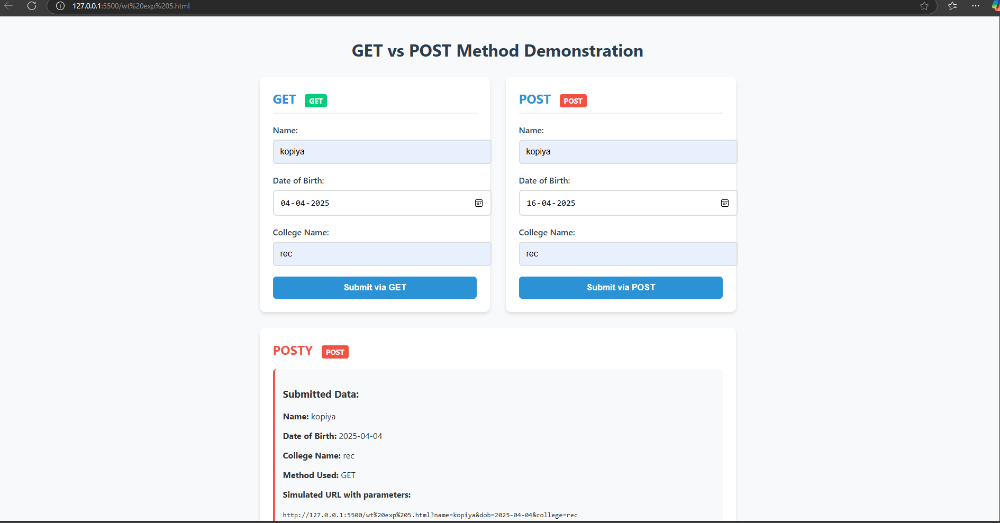 127.0.0.1:5500/wt%20exp%205.html
GET vs POST Method Demonstration
GET GET
Name:
kopiya
Date of Birth:
04-04-2025
College Name:
rec
Submit via GET
POST POST
Name:
kopiya
Date of Birth:
16-04-2025
College Name:
rec
Submit via POST
POSTY POST
Submitted Data:
Name: kopiya
Date of Birth: 2025-04-04
College Name: rec
Method Used: GET
Simulated URL with parameters:
http://127.0.0.1:5500/wt%20exp%205.html?name=kopiya&dob=2025-04-04&college=rec